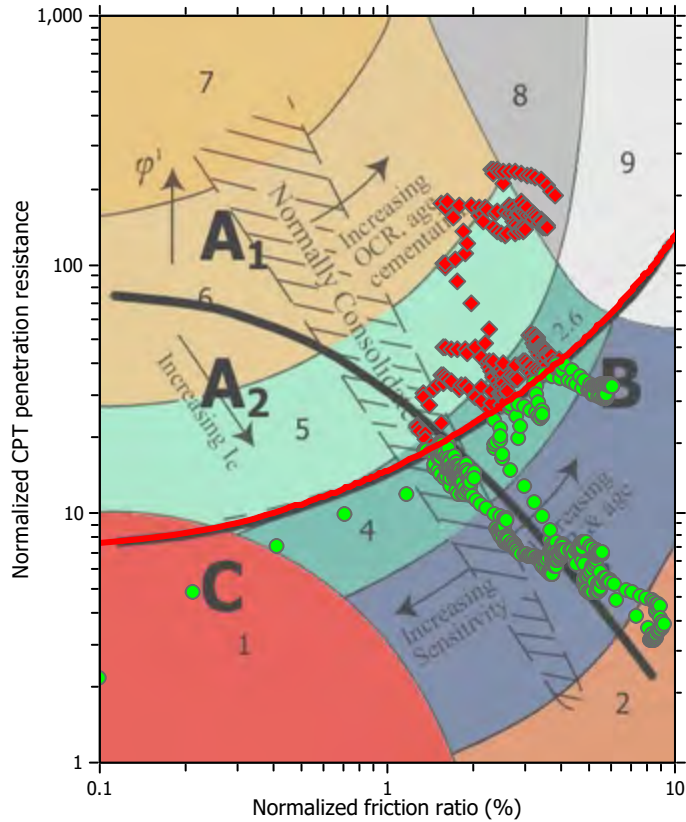 1,000
7
8
φ'
9
Normally Consolidated
Increasing
OCR, age,
cementation
A1
100
6
2.6
B
A2
Increasing Ic
5
Normalized CPT penetration resistance
10
4
Increasing
& age
C
Increasing
Sensitivity
1
2
1
0.1
1
10
Normalized friction ratio (%)